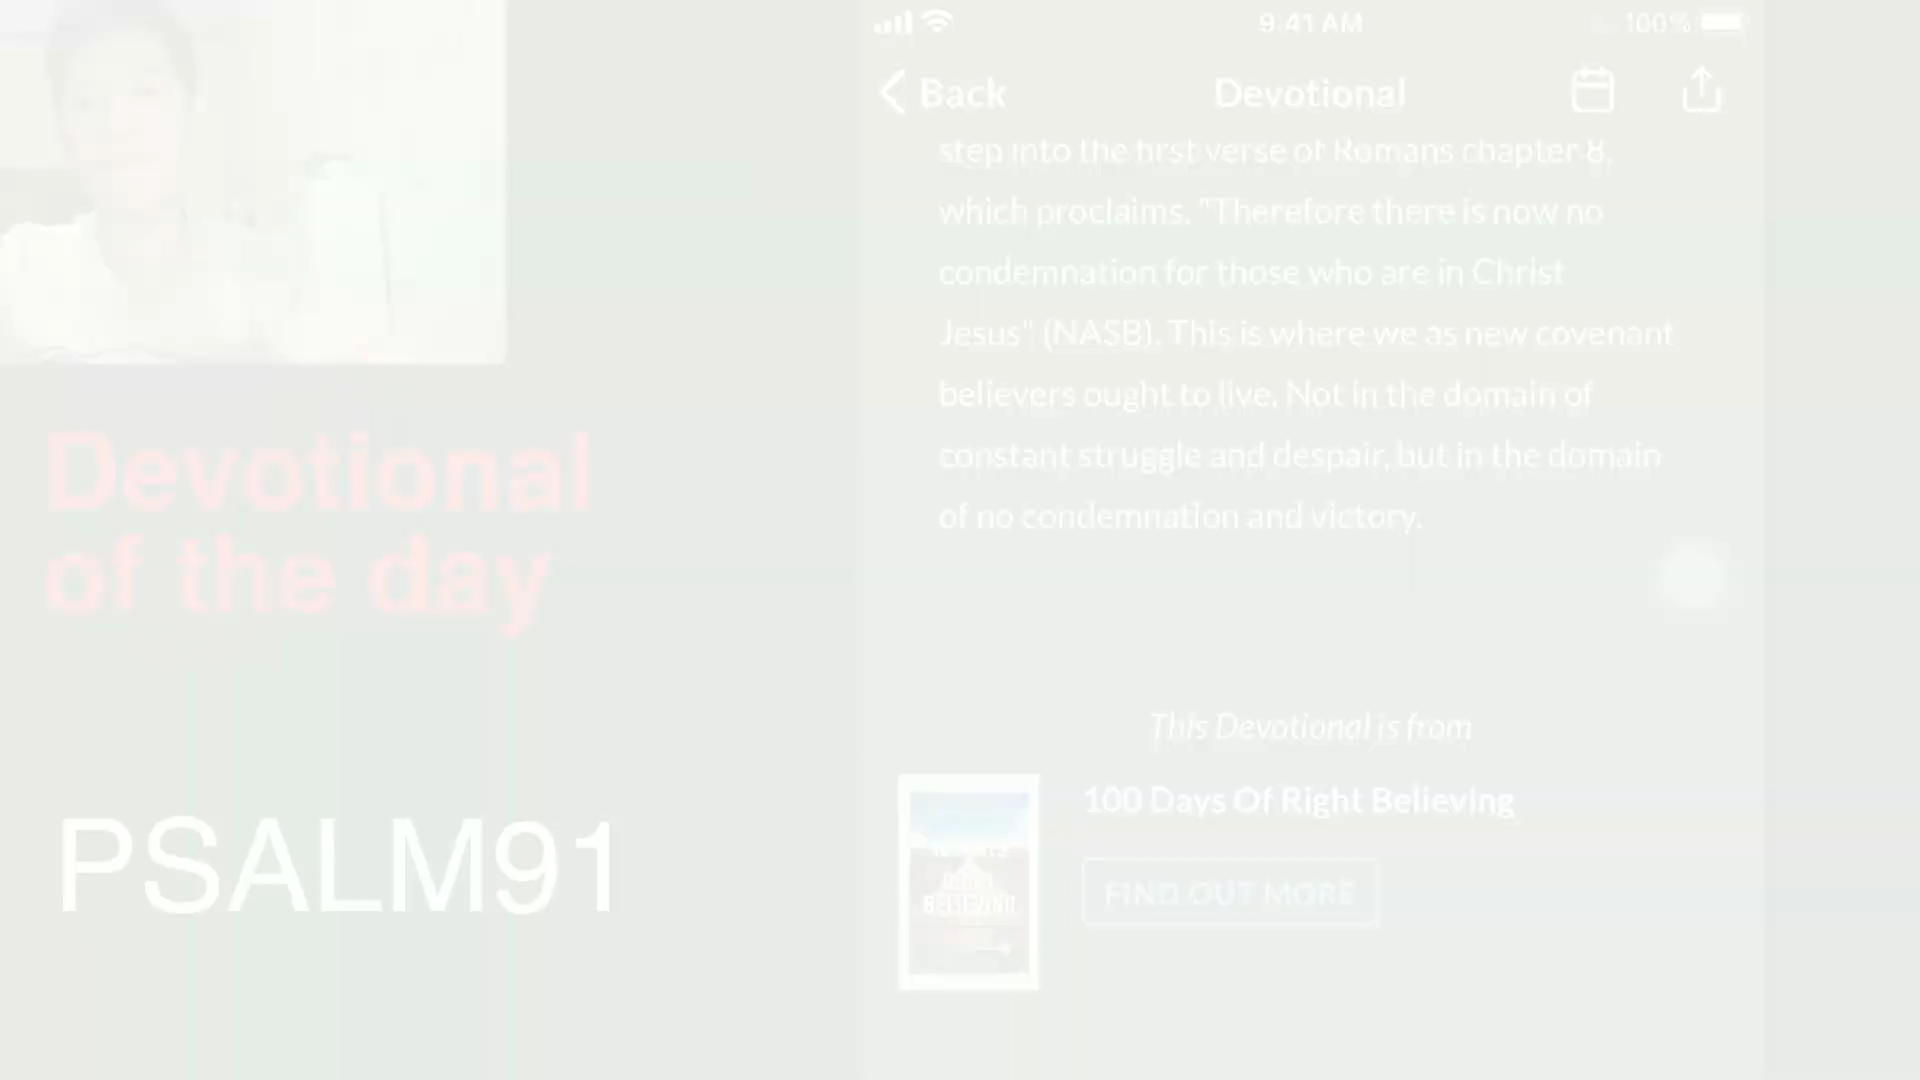 9:41 AM
100%
Back
Devotional
step into the first verse of Romans chapter 8,
which proclaims, "Therefore there is now no
condemnation for those who are in Christ
Jesus" (NASB). This is where we as new covenant
believers ought to live. Not in the domain of
constant struggle and despair, but in the domain
of no condemnation and victory.
Devotional
of the day
PSALM91
This Devotional is from
100 Days Of Right Believing
FIND OUT MORE
BELIEVING